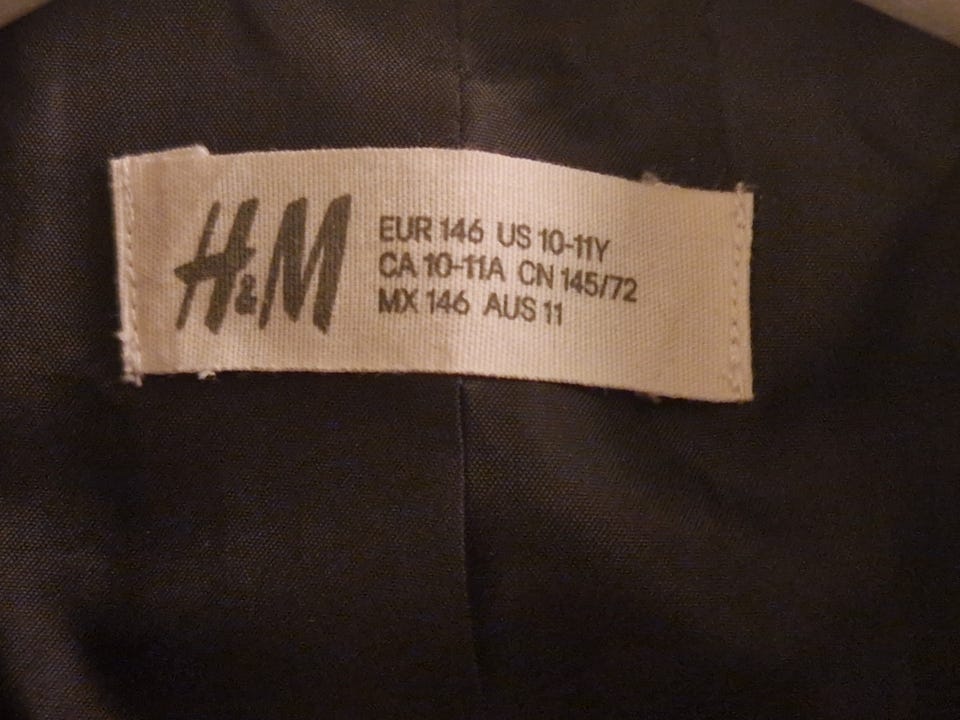 H&M
EUR 146 US 10-11Y
CA 10-11A CN 145/72
MX 146 AUS 11